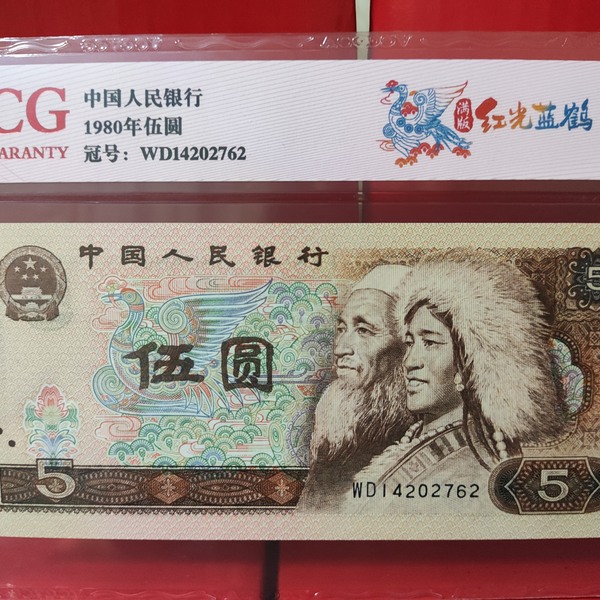 CG
ARANTY
中国人民银行
1980年伍圆
冠号：WD14202762
满版
红光蓝鹤
中国人民银行
5
伍圆
5
WD14202762
5